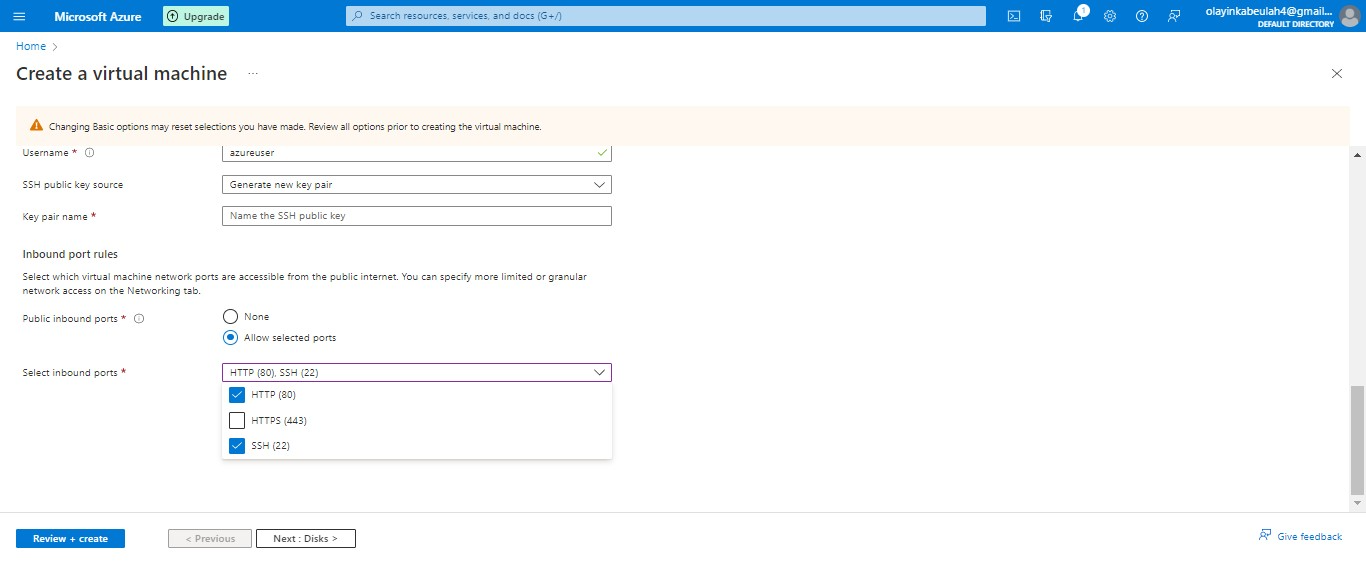 Microsoft Azure
Upgrade
Search resources, services, and docs (G+/)
1
olayinkabeulah4@gmail...
DEFAULT DIRECTORY
Home >
Create a virtual machine ...
Changing Basic options may reset selections you have made. Review all options prior to creating the virtual machine.
Username *
azureuser
SSH public key source
Generate new key pair
Key pair name *
Name the SSH public key
Inbound port rules
Select which virtual machine network ports are accessible from the public internet. You can specify more limited or granular
network access on the Networking tab.
Public inbound ports *
None
Allow selected ports
Select inbound ports *
HTTP (80), SSH (22)
HTTP (80)
HTTPS (443)
SSH (22)
Review + create
< Previous
Next : Disks >
Give feedback